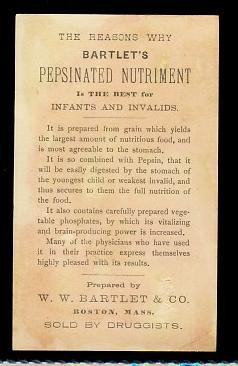 THE REASONS WHY
BARTLET'S
PEPSINATED NUTRIMENT
Is THE BEST for
INFANTS AND INVALIDS.
It is prepared from grain which yields
the largest amount of nutritious food, and
is most agreeable to the stomach.
It is so combined with Pepsin, that it
will be easily digested by the stomach of
the youngest child or weakest invalid, and
thus secures to them the full nutrition of
the food.
It also contains carefully prepared vege-
table phosphates, by which its vitalizing
and brain-producing power is increased.
Many of the physicians who have used
it in their practice express themselves
highly pleased with its results.
Prepared by
W. W. BARTLET & CO.
BOSTON, MASS.
SOLD BY DRUGGISTS.